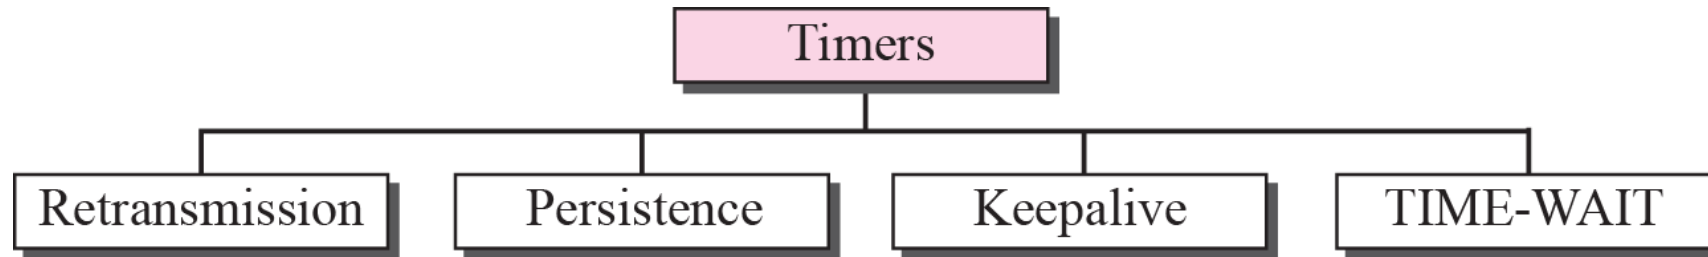 Timers
Retransmission
Persistence
Keepalive
TIME-WAIT